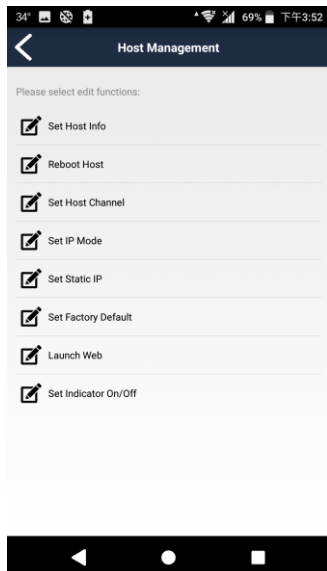 34° 69% 下午3:52
Host Management
Please select edit functions:
Set Host Info
Reboot Host
Set Host Channel
Set IP Mode
Set Static IP
Set Factory Default
Launch Web
Set Indicator On/Off